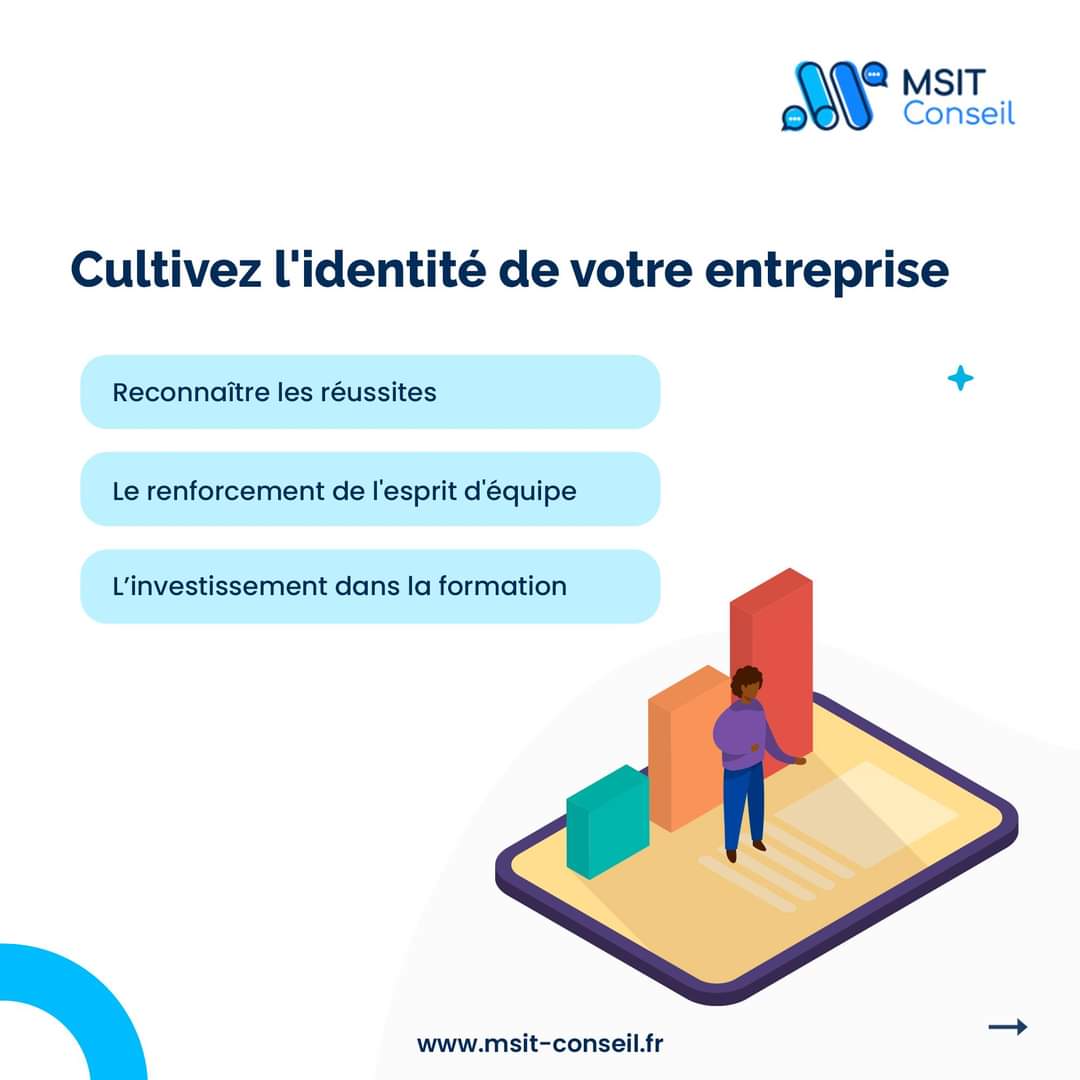 MSIT
Conseil
Cultivez l'identité de votre entreprise
Reconnaître les réussites
Le renforcement de l'esprit d'équipe
L’investissement dans la formation
www.msit-conseil.fr